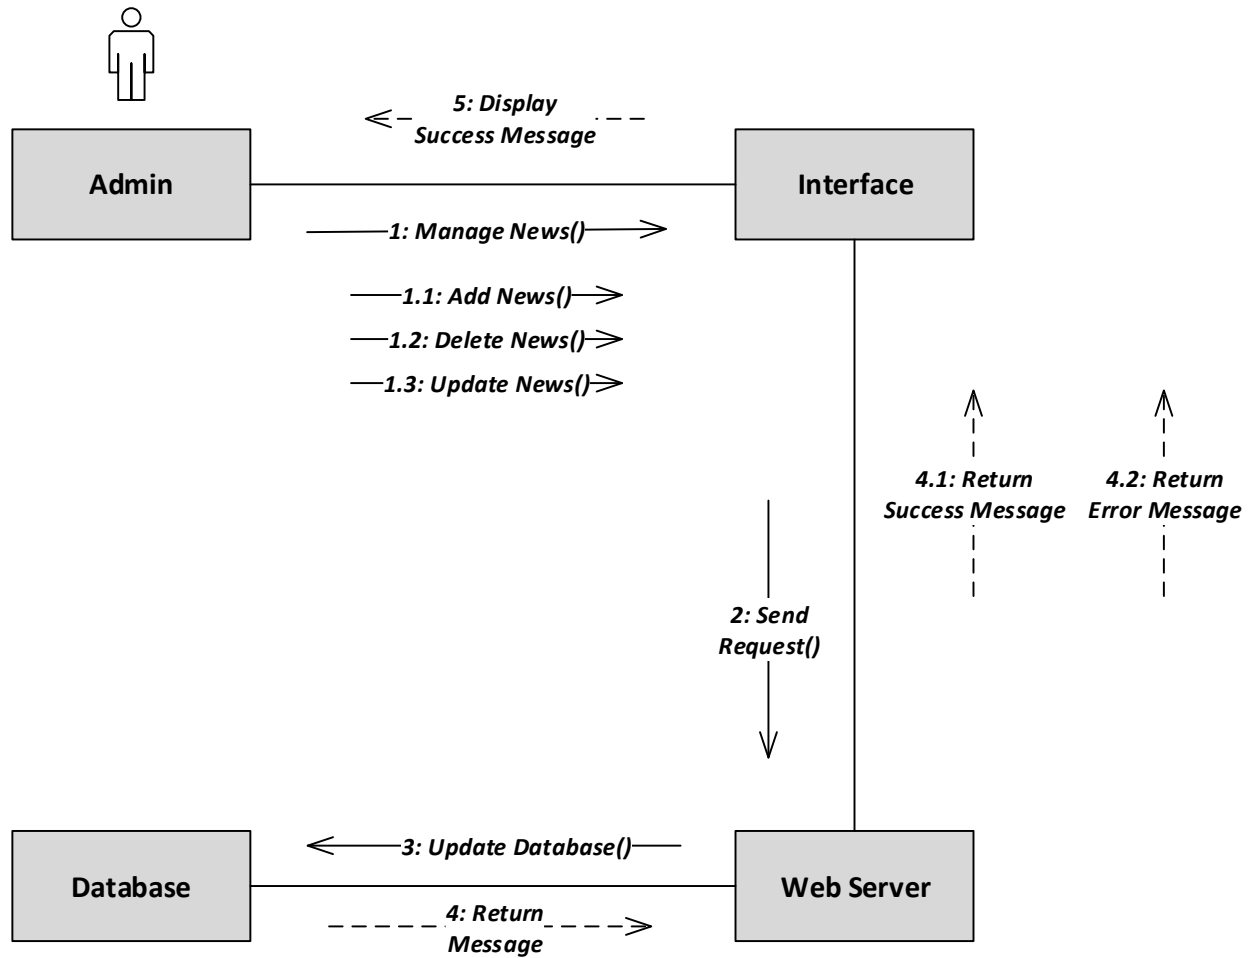 5: Display
Success Message
Admin
Interface
1: Manage News()
1.1: Add News()
1.2: Delete News()
1.3: Update News()
4.1: Return
Success Message
4.2: Return
Error Message
2: Send
Request()
3: Update Database()
Database
Web Server
4: Return
Message